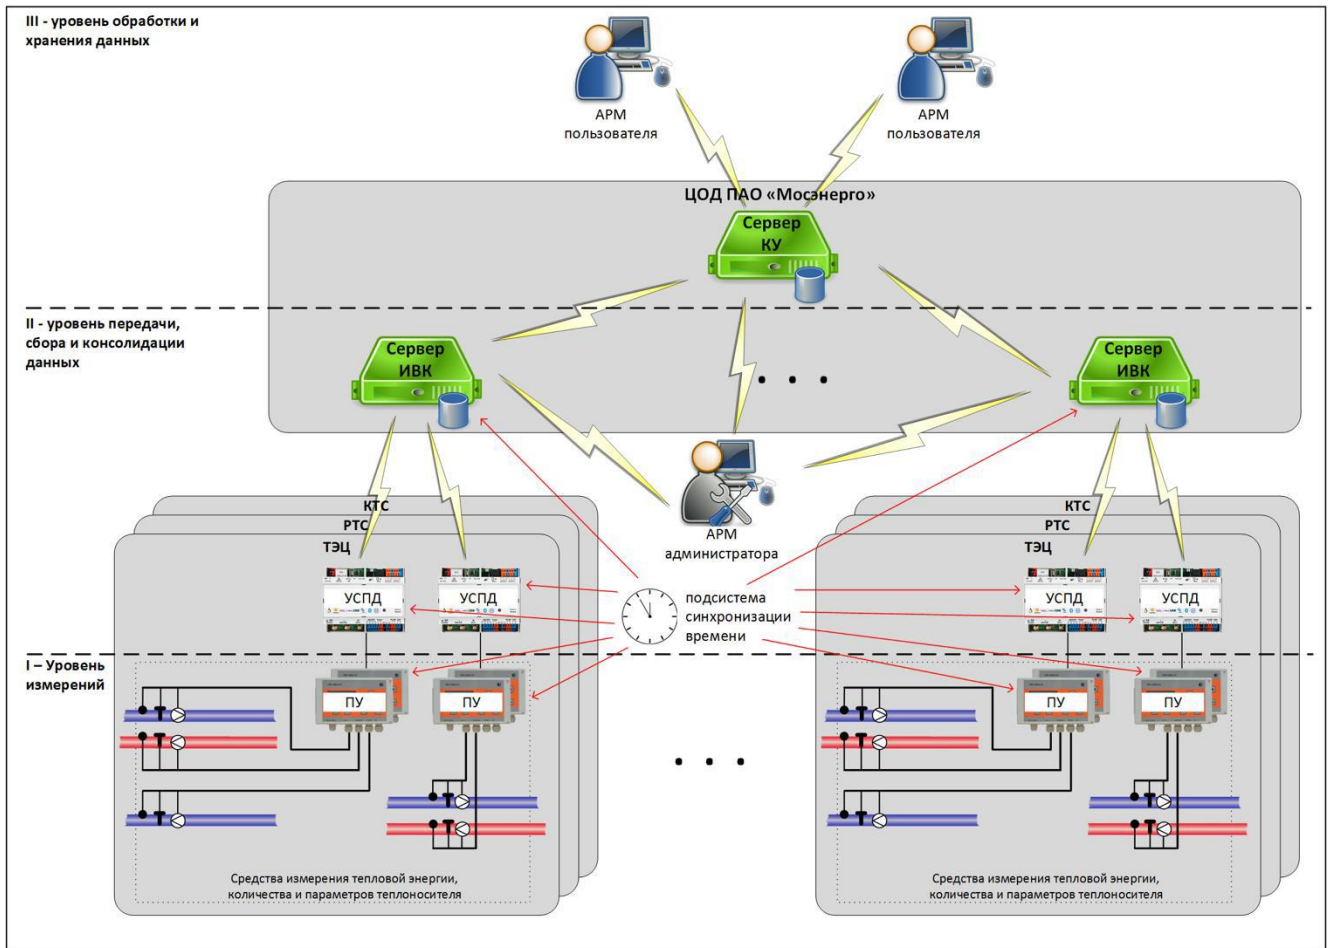 III - уровень обработки и
хранения данных
АРМ
пользователя
АРМ
пользователя
ЦОД ПАО «Мосэнерго»
Сервер
КУ
II - уровень передачи,
сбора и консолидации
данных
Сервер
ИВК
Сервер
ИВК
. . .
АРМ
администратора
КТС
РТС
ТЭЦ
УСПД
УСПД
КТС
РТС
ТЭЦ
УСПД
УСПД
подсистема
синхронизации
времени
I – Уровень
измерений
ПУ
ПУ
ПУ
ПУ
. . .
Средства измерения тепловой энергии,
количества и параметров теплоносителя
Средства измерения тепловой энергии,
количества и параметров теплоносителя